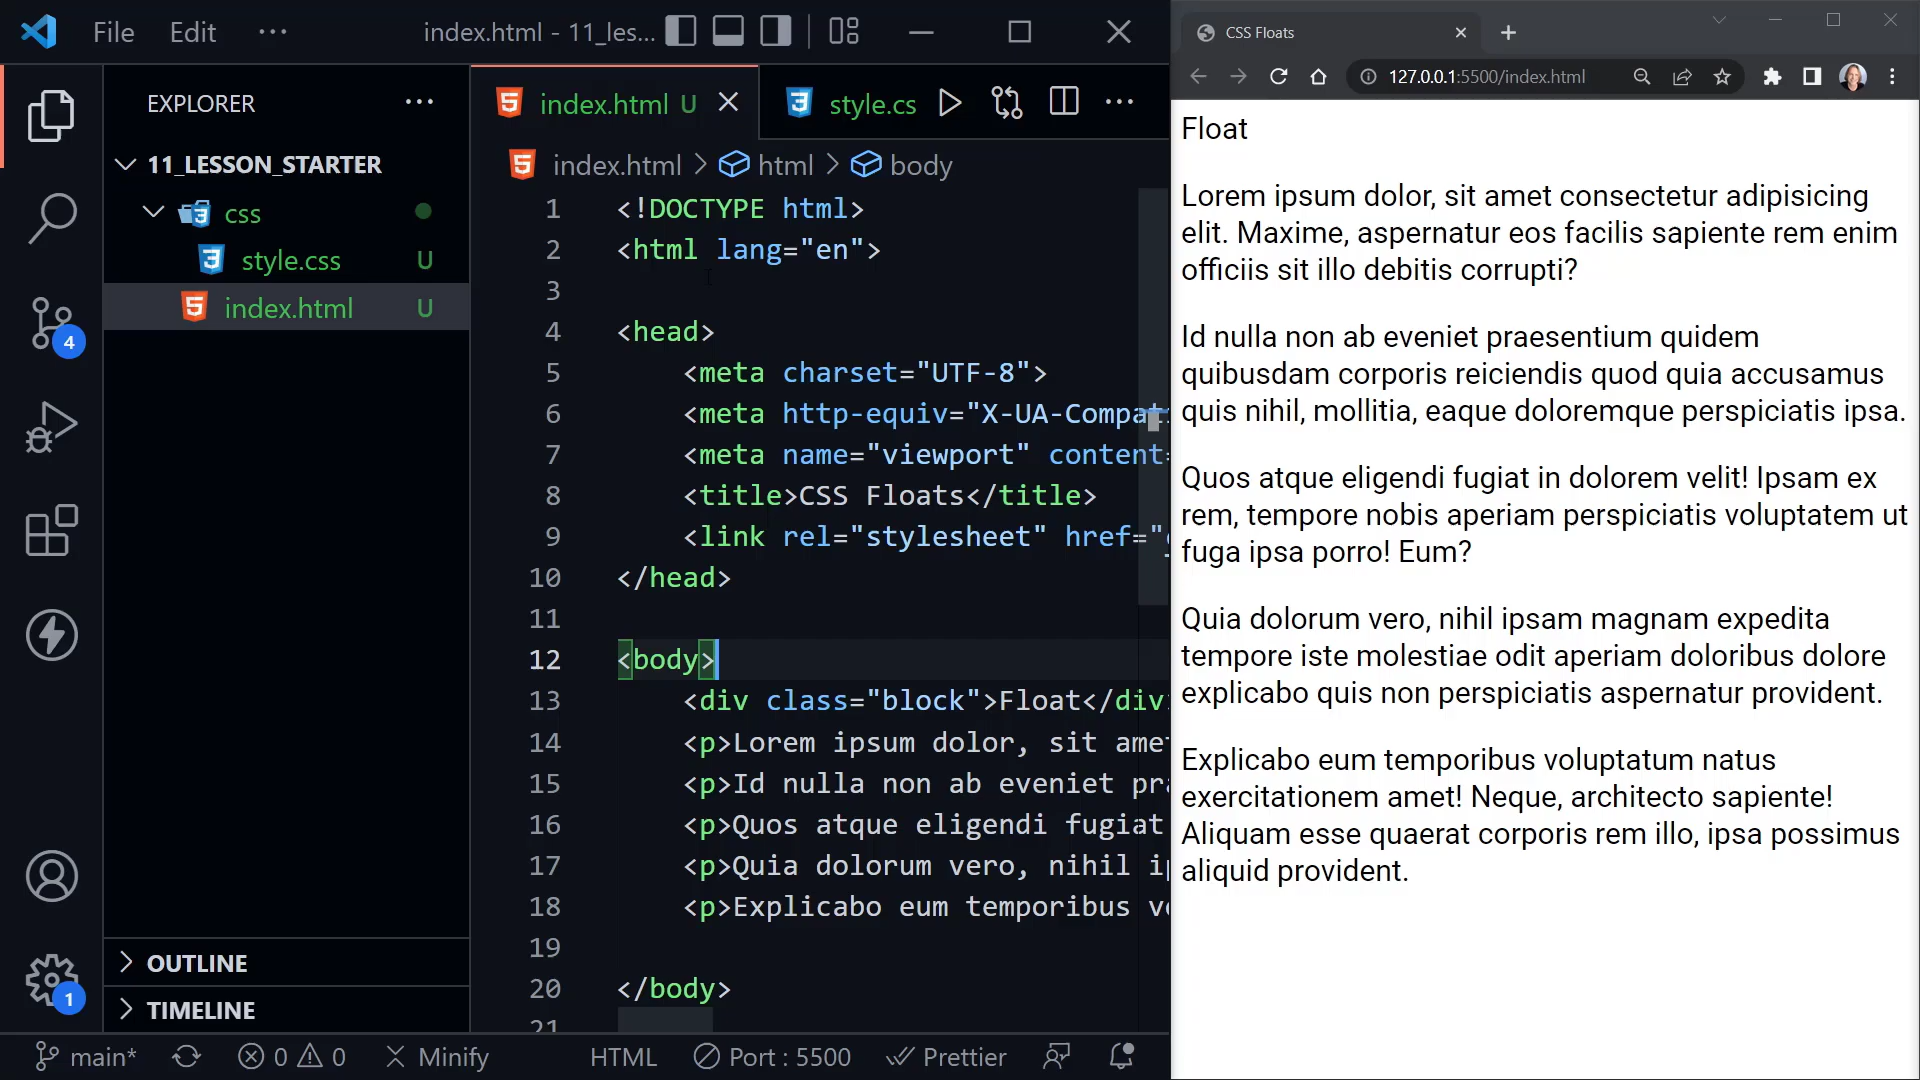 File Edit ··· index.html - 11_les...
EXPLORER ···
11_LESSON_STARTER
css
style.css U
index.html U
4
OUTLINE
TIMELINE
1
index.html U style.cs ···
index.html > html > body
1 <!DOCTYPE html>
2 <html lang="en">
3
4 <head>
5 <meta charset="UTF-8">
6 <meta http-equiv="X-UA-Compat
7 <meta name="viewport" content=
8 <title>CSS Floats</title>
9 <link rel="stylesheet" href="
10 </head>
11
12 <body>
13 <div class="block">Float</div
14 <p>Lorem ipsum dolor, sit ame
15 <p>Id nulla non ab eveniet pra
16 <p>Quos atque eligendi fugiat
17 <p>Quia dolorum vero, nihil ip
18 <p>Explicabo eum temporibus v
19
20 </body>
21
main* 0 0 Minify HTML Port : 5500 Prettier
CSS Floats
127.0.0.1:5500/index.html
Float
Lorem ipsum dolor, sit amet consectetur adipisicing
elit. Maxime, aspernatur eos facilis sapiente rem enim
officiis sit illo debitis corrupti?
Id nulla non ab eveniet praesentium quidem
quibusdam corporis reiciendis quod quia accusamus
quis nihil, mollitia, eaque doloremque perspiciatis ipsa.
Quos atque eligendi fugiat in dolorem velit! Ipsam ex
rem, tempore nobis aperiam perspiciatis voluptatem ut
fuga ipsa porro! Eum?
Quia dolorum vero, nihil ipsam magnam expedita
tempore iste molestiae odit aperiam doloribus dolore
explicabo quis non perspiciatis aspernatur provident.
Explicabo eum temporibus voluptatum natus
exercitationem amet! Neque, architecto sapiente!
Aliquam esse quaerat corporis rem illo, ipsa possimus
aliquid provident.